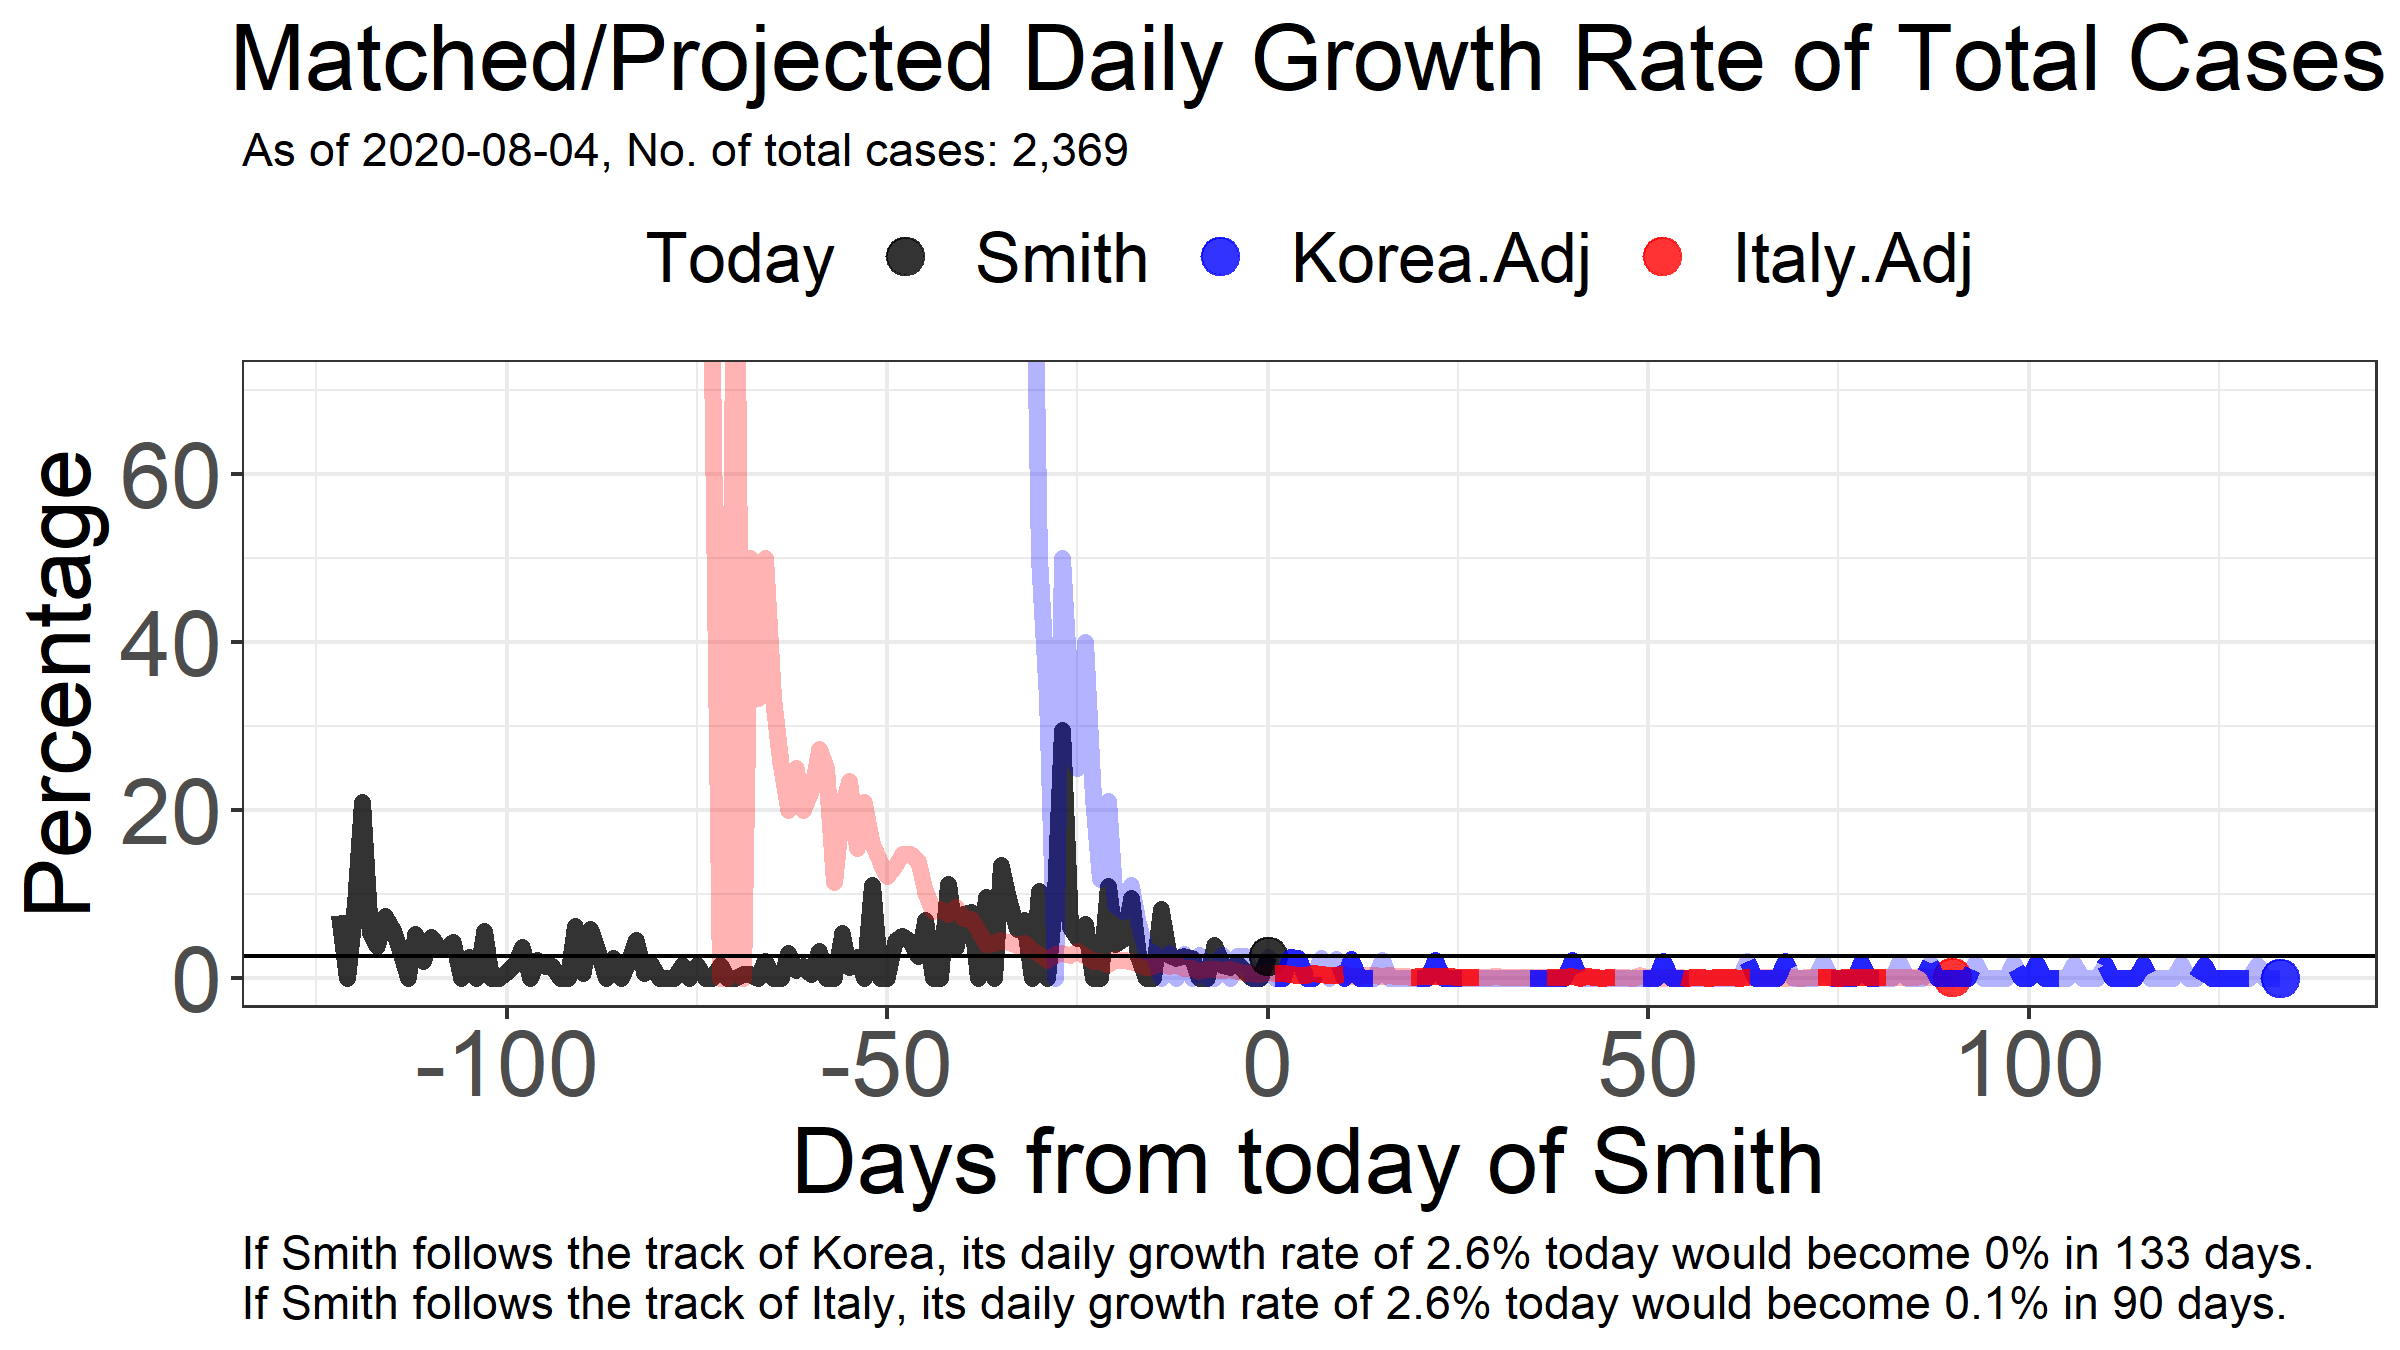 Matched/Projected Daily Growth Rate of Total Cases
As of 2020-08-04, No. of total cases: 2,369
Today Smith Korea.Adj Italy.Adj
Percentage
60
40
20
0
-100 -50 0 50 100
Days from today of Smith
If Smith follows the track of Korea, its daily growth rate of 2.6% today would become 0% in 133 days.
If Smith follows the track of Italy, its daily growth rate of 2.6% today would become 0.1% in 90 days.